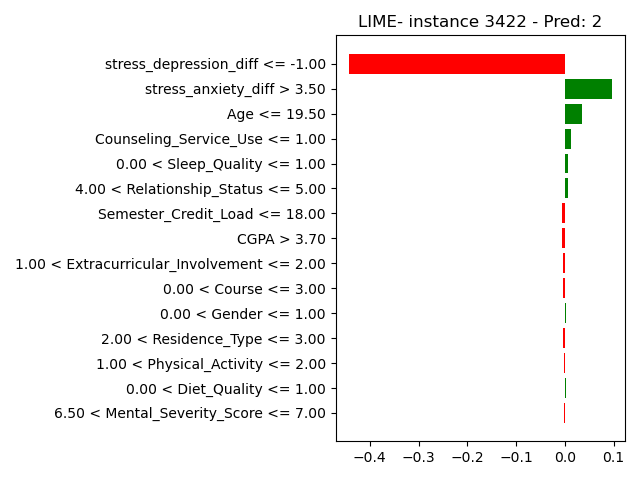 LIME- instance 3422 - Pred: 2
stress_depression_diff <= -1.00
stress_anxiety_diff > 3.50
Age <= 19.50
Counseling_Service_Use <= 1.00
0.00 < Sleep_Quality <= 1.00
4.00 < Relationship_Status <= 5.00
Semester_Credit_Load <= 18.00
CGPA > 3.70
1.00 < Extracurricular_Involvement <= 2.00
0.00 < Course <= 3.00
0.00 < Gender <= 1.00
2.00 < Residence_Type <= 3.00
1.00 < Physical_Activity <= 2.00
0.00 < Diet_Quality <= 1.00
6.50 < Mental_Severity_Score <= 7.00
−0.4 −0.3 −0.2 −0.1 0.0 0.1